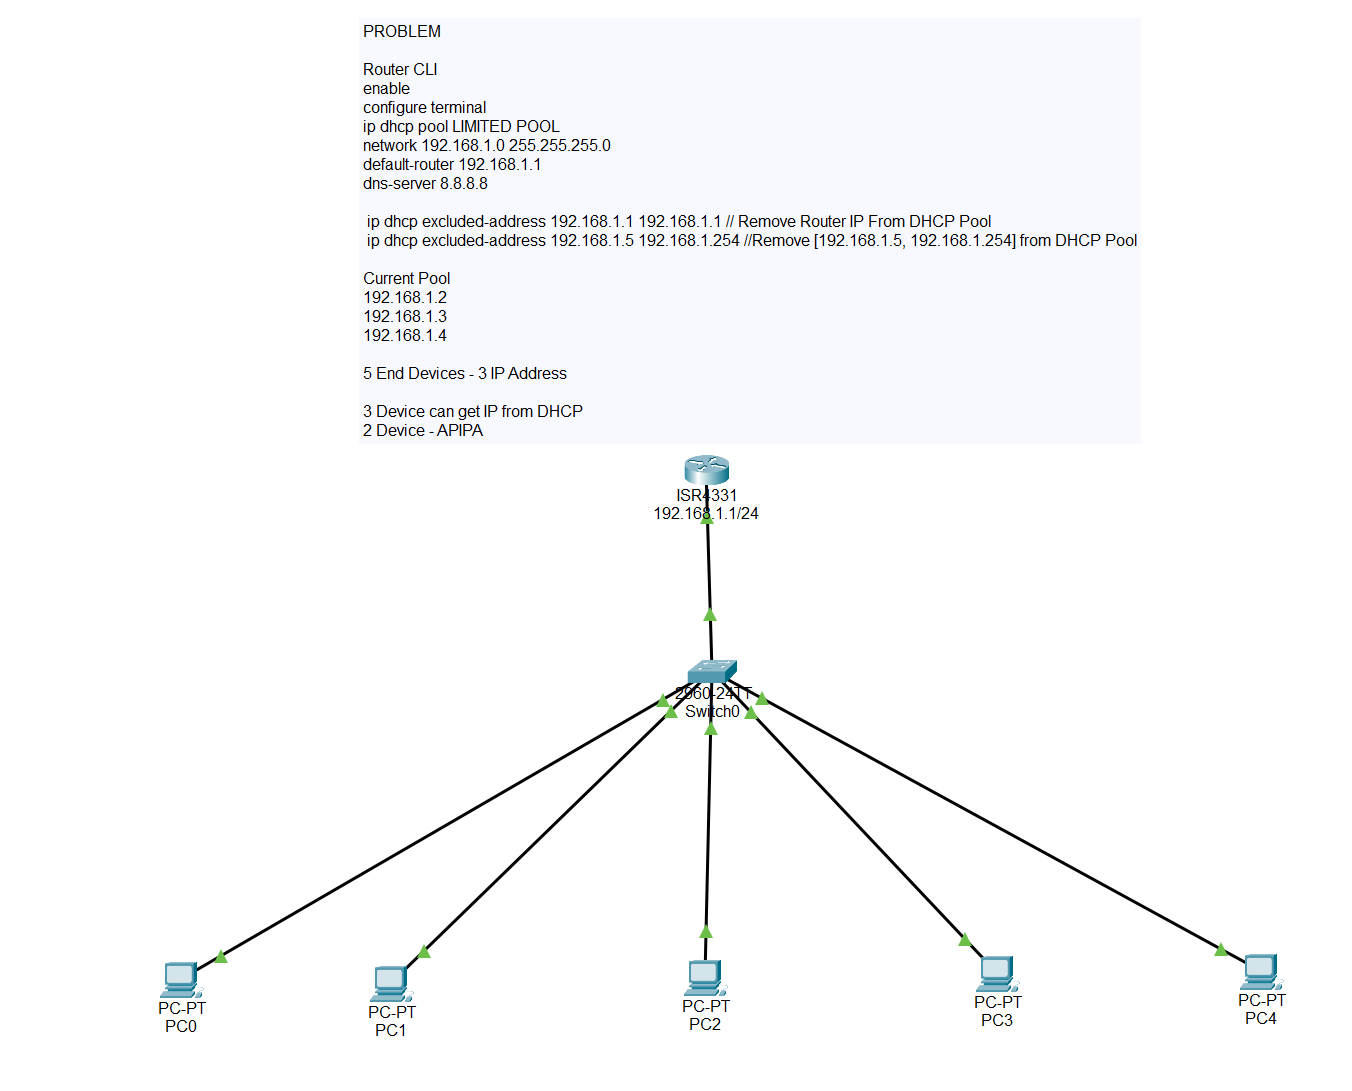 PROBLEM
Router CLI
enable
configure terminal
ip dhcp pool LIMITED POOL
network 192.168.1.0 255.255.255.0
default-router 192.168.1.1
dns-server 8.8.8.8
ip dhcp excluded-address 192.168.1.1 192.168.1.1 // Remove Router IP From DHCP Pool
ip dhcp excluded-address 192.168.1.5 192.168.1.254 //Remove [192.168.1.5, 192.168.1.254] from DHCP Pool
Current Pool
192.168.1.2
192.168.1.3
192.168.1.4
5 End Devices - 3 IP Address
3 Device can get IP from DHCP
2 Device - APIPA
ISR4331
192.168.1.1/24
2960-24TT
Switch0
PC-PT
PC0
PC-PT
PC1
PC-PT
PC2
PC-PT
PC3
PC-PT
PC4